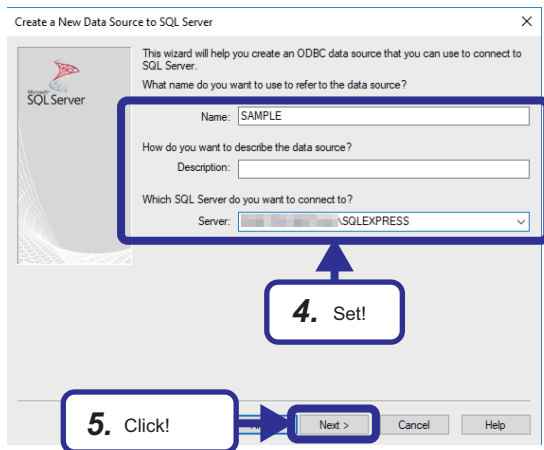 Create a New Data Source to SQL Server
This wizard will help you create an ODBC data source that you can use to connect to
SQL Server.
What name do you want to use to refer to the data source?
Microsoft
SQL Server
Name: SAMPLE
How do you want to describe the data source?
Description:
Which SQL Server do you want to connect to?
Server: \SQLEXPRESS
4. Set!
5. Click!
Next >
Cancel
Help